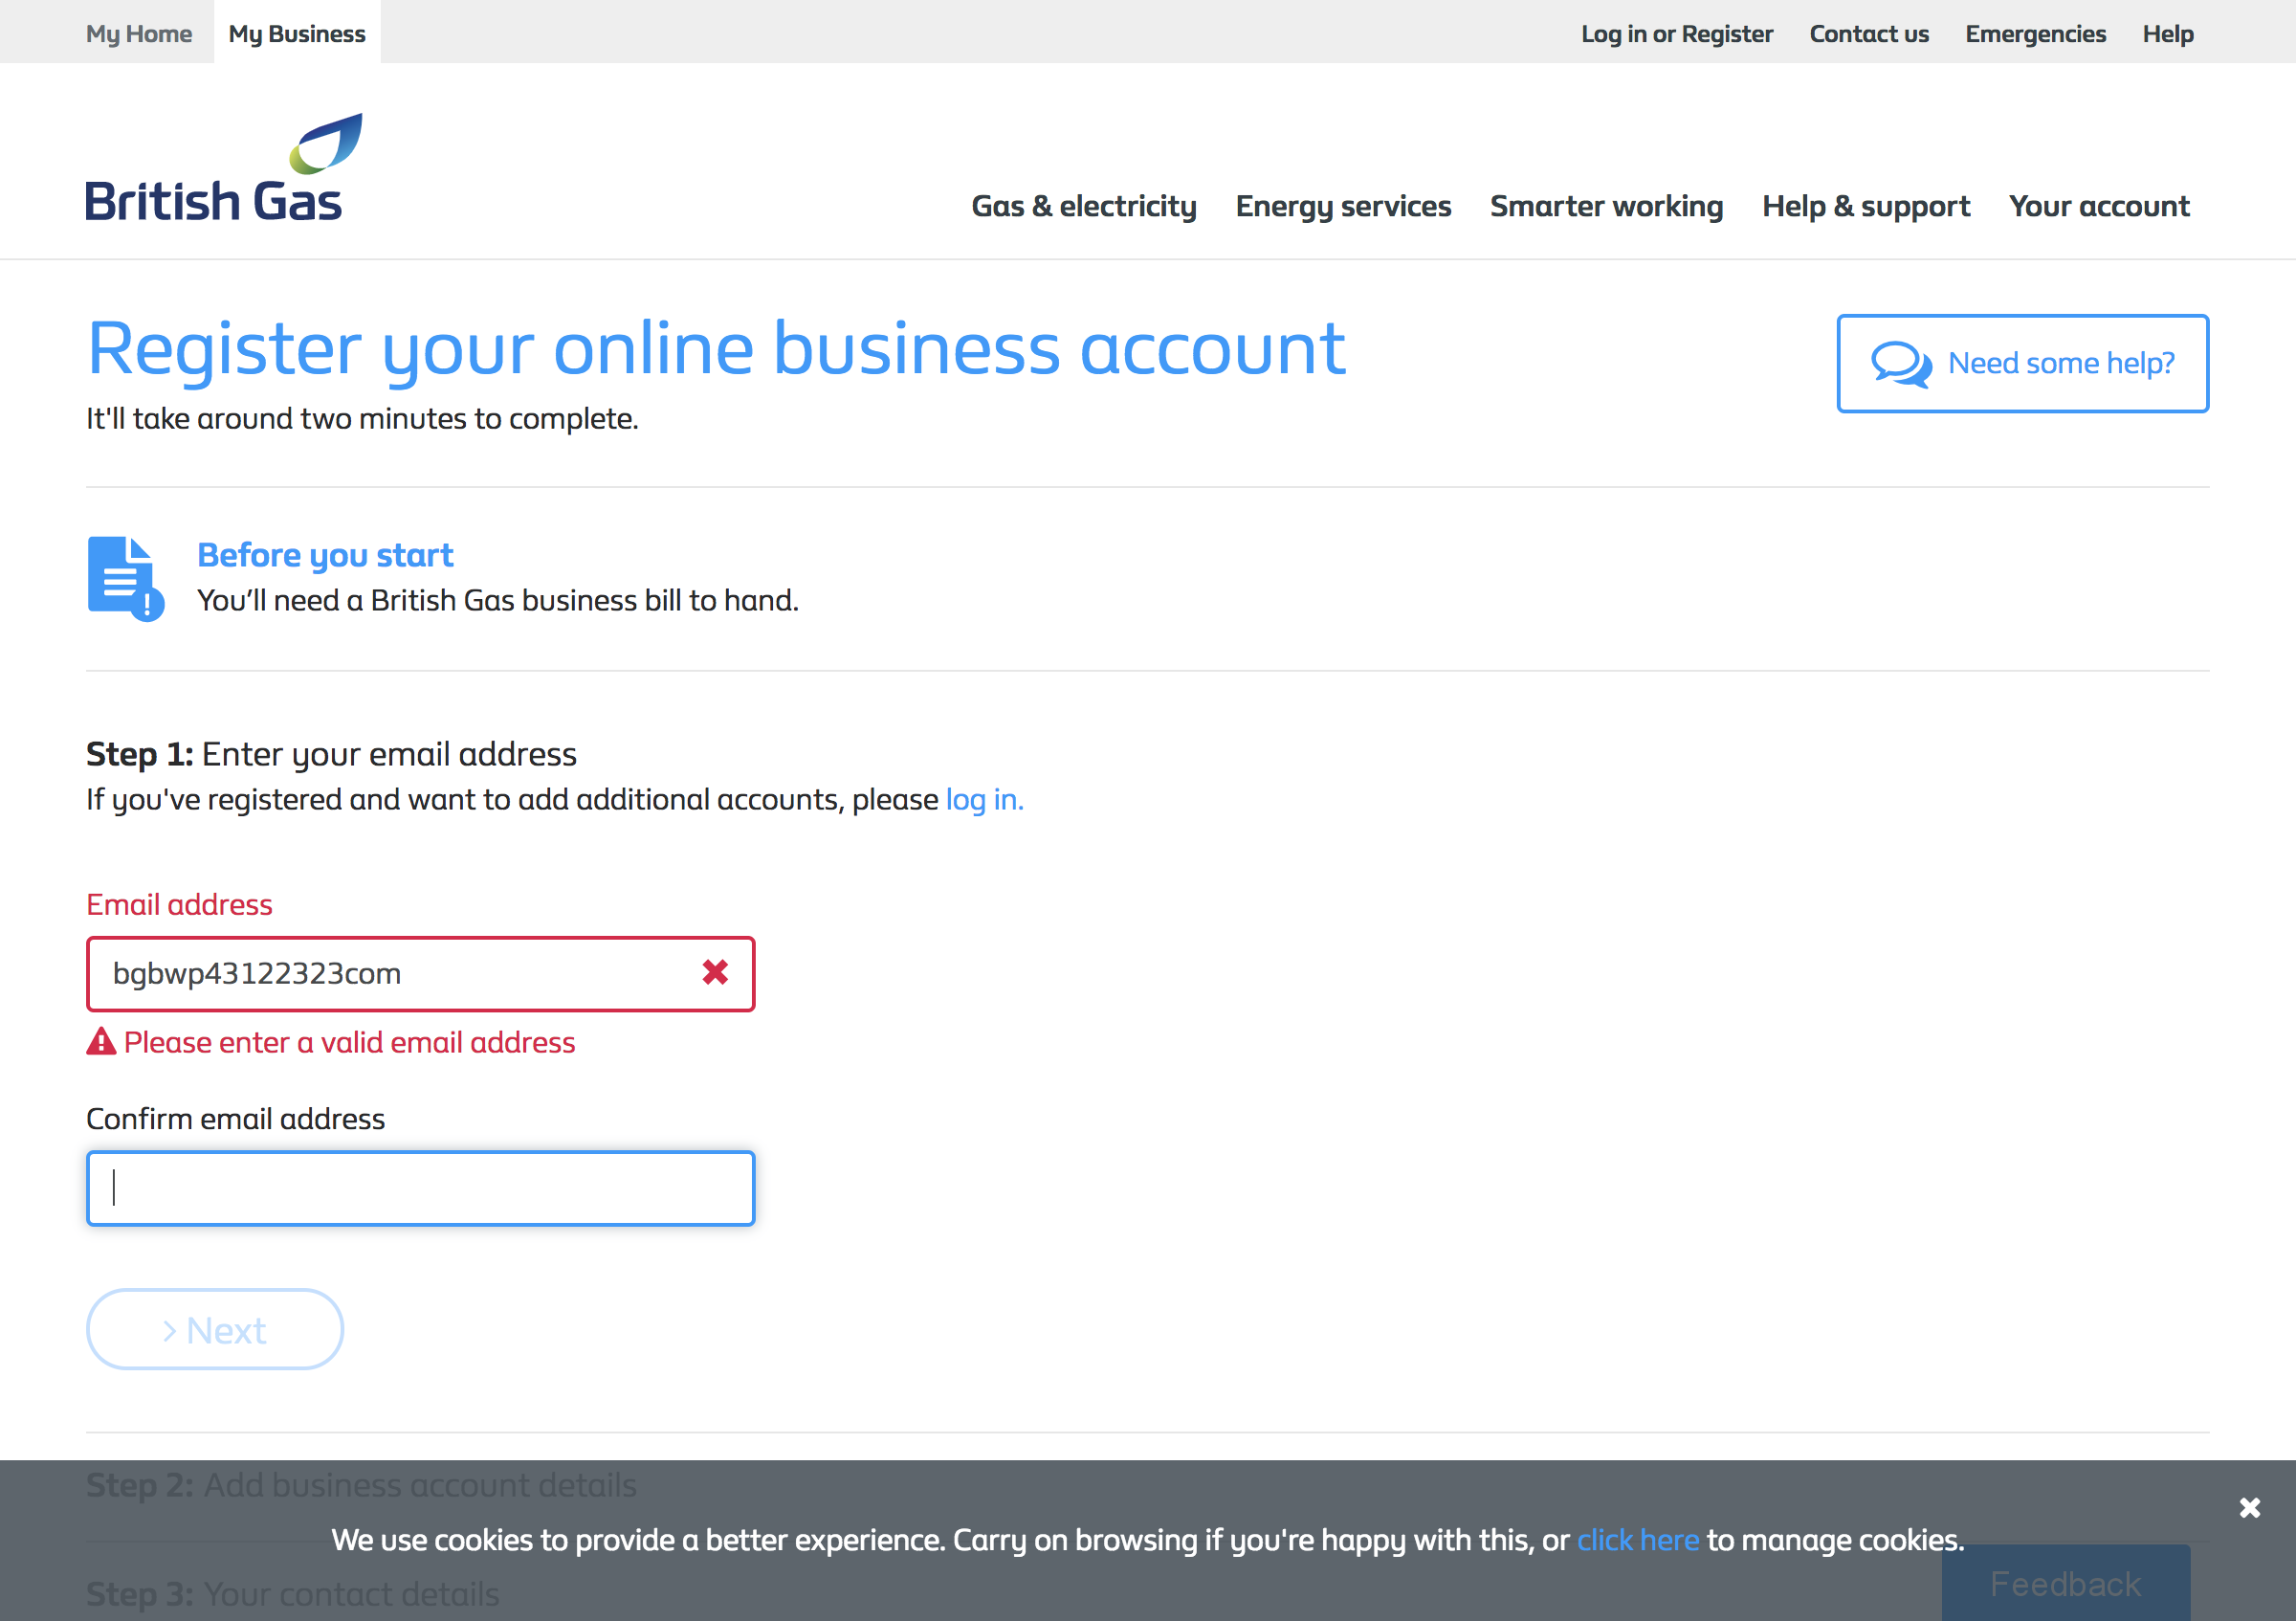 My Home My Business Log in or Register Contact us Emergencies Help
British Gas
Gas & electricity Energy services Smarter working Help & support Your account
Register your online business account
Need some help?
It'll take around two minutes to complete.
Before you start
You’ll need a British Gas business bill to hand.
Step 1: Enter your email address
If you've registered and want to add additional accounts, please log in.
Email address
bgbwp43122323com
Please enter a valid email address
Confirm email address
Next
Step 2: Add business account details
We use cookies to provide a better experience. Carry on browsing if you're happy with this, or click here to manage cookies.
Step 3: Your contact details
Feedback